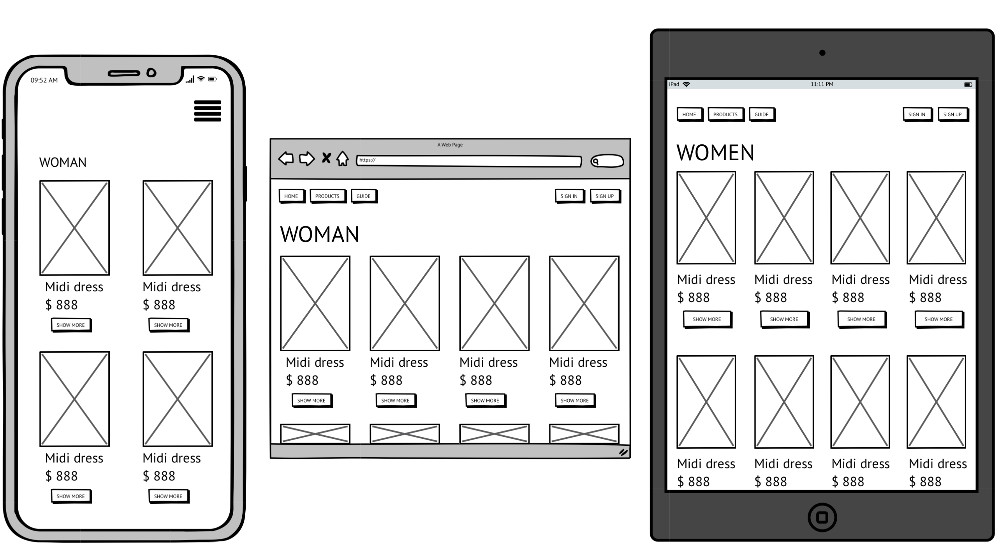 09:52 AM
WOMAN
Midi dress Midi dress
$ 888 $ 888
SHOW MORE SHOW MORE
Midi dress Midi dress
$ 888 $ 888
SHOW MORE SHOW MORE
A Web Page
https://
HOME PRODUCTS GUIDE SIGN IN SIGN UP
WOMAN
Midi dress Midi dress Midi dress Midi dress
$ 888 $ 888 $ 888 $ 888
SHOW MORE SHOW MORE SHOW MORE SHOW MORE
iPad 11:11 PM
HOME PRODUCTS GUIDE SIGN IN SIGN UP
WOMEN
Midi dress Midi dress Midi dress Midi dress
$ 888 $ 888 $ 888 $ 888
SHOW MORE SHOW MORE SHOW MORE SHOW MORE
Midi dress Midi dress Midi dress Midi dress
$ 888 $ 888 $ 888 $ 888